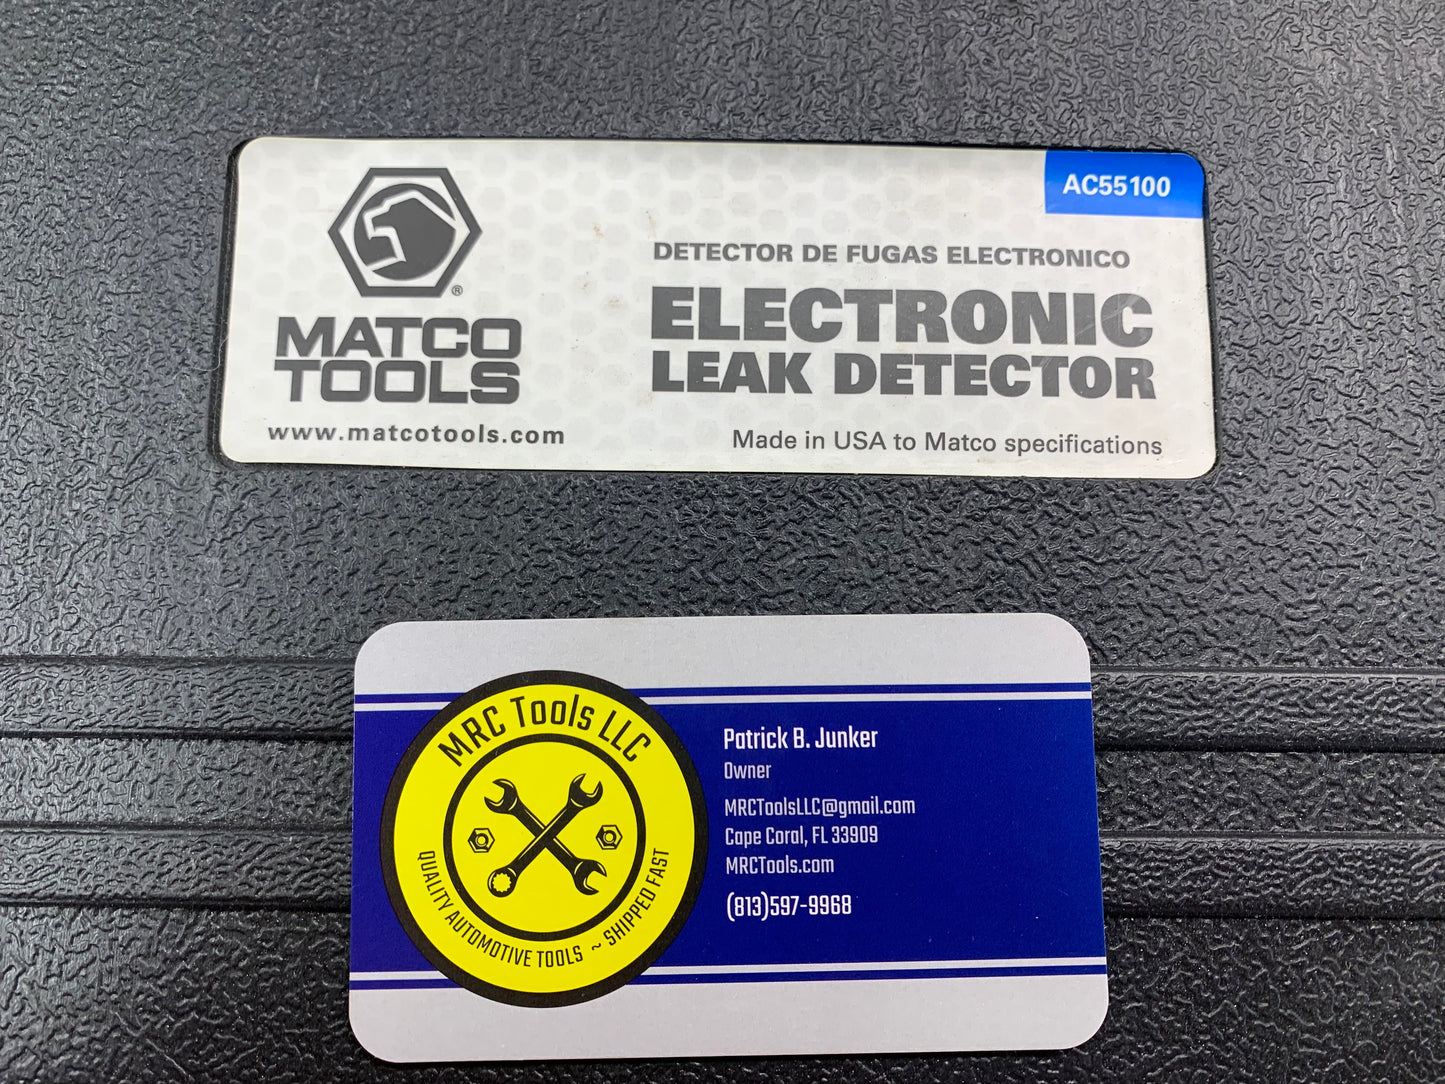 AC55100
DETECTOR DE FUGAS ELECTRONICO
ELECTRONIC
LEAK DETECTOR
Made in USA to Matco specifications
®
MATCO
TOOLS
www.matcotools.com
MRC Tools LLC
QUALITY AUTOMOTIVE TOOLS ~ SHIPPED FAST
Patrick B. Junker
Owner
MRCToolsLLC@gmail.com
Cape Coral, FL 33909
MRCTools.com
(813)597-9968